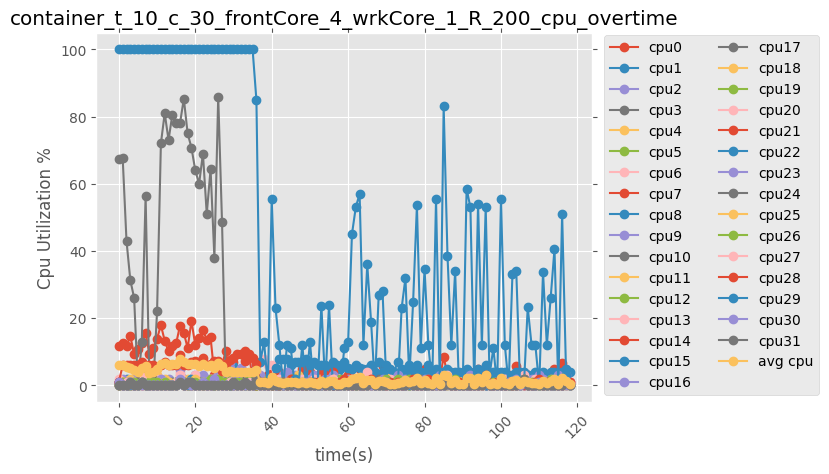 container_t_10_c_30_frontCore_4_wrkCore_1_R_200_cpu_overtime
100
80
60
40
20
0
Cpu Utilization %
0
20
40
60
80
100
120
time(s)
cpu0
cpu1
cpu2
cpu3
cpu4
cpu5
cpu6
cpu7
cpu8
cpu9
cpu10
cpu11
cpu12
cpu13
cpu14
cpu15
cpu16
cpu17
cpu18
cpu19
cpu20
cpu21
cpu22
cpu23
cpu24
cpu25
cpu26
cpu27
cpu28
cpu29
cpu30
cpu31
avg cpu